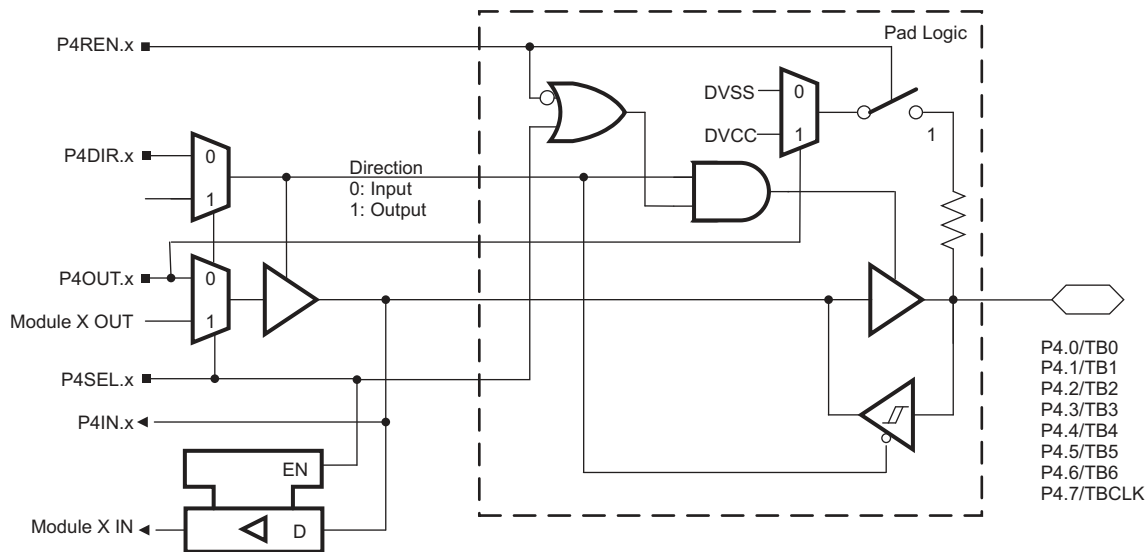 Pad Logic
P4REN.x
DVSS
0
DVCC
1
1
P4DIR.x
0
1
Direction
0: Input
1: Output
P4OUT.x
0
Module X OUT
1
P4SEL.x
P4IN.x
EN
Module X IN
D
P4.0/TB0
P4.1/TB1
P4.2/TB2
P4.3/TB3
P4.4/TB4
P4.5/TB5
P4.6/TB6
P4.7/TBCLK